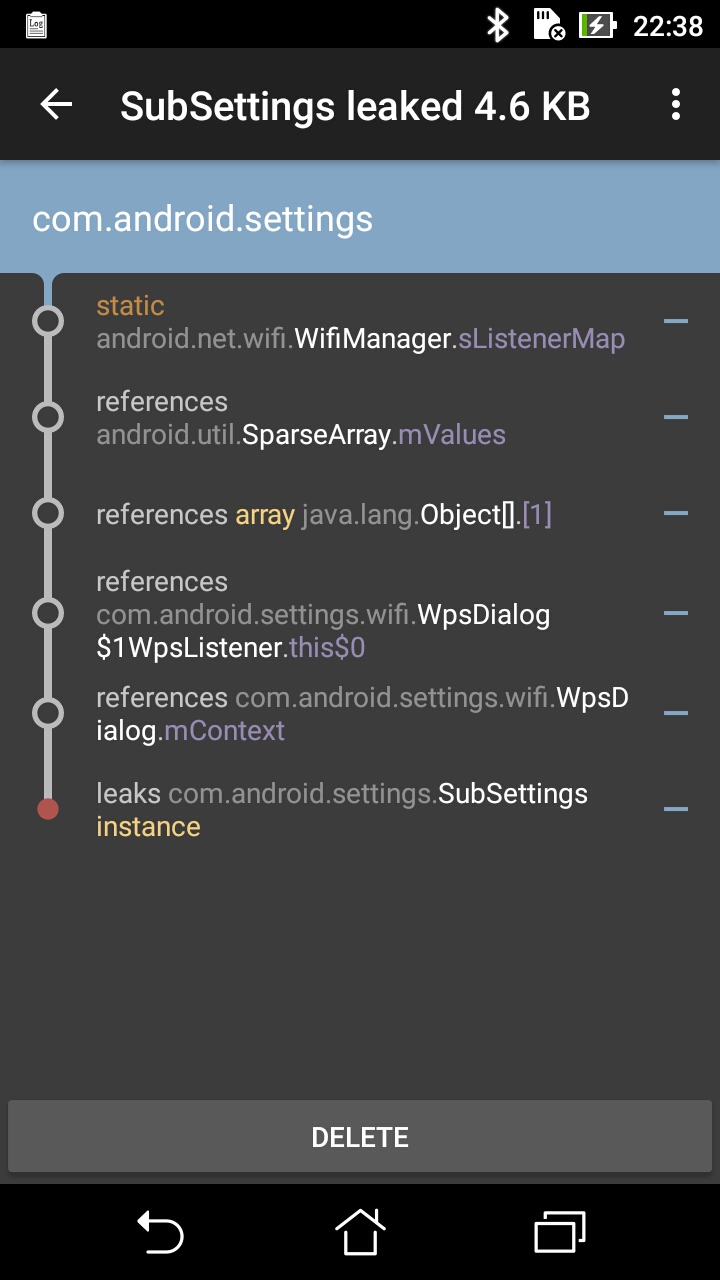 Log
22:38
SubSettings leaked 4.6 KB
com.android.settings
static
android.net.wifi.WifiManager.sListenerMap
references
android.util.SparseArray.mValues
references array java.lang.Object[].[1]
references
com.android.settings.wifi.WpsDialog
$1WpsListener.this$0
references com.android.settings.wifi.WpsD
ialog.mContext
leaks com.android.settings.SubSettings
instance
DELETE